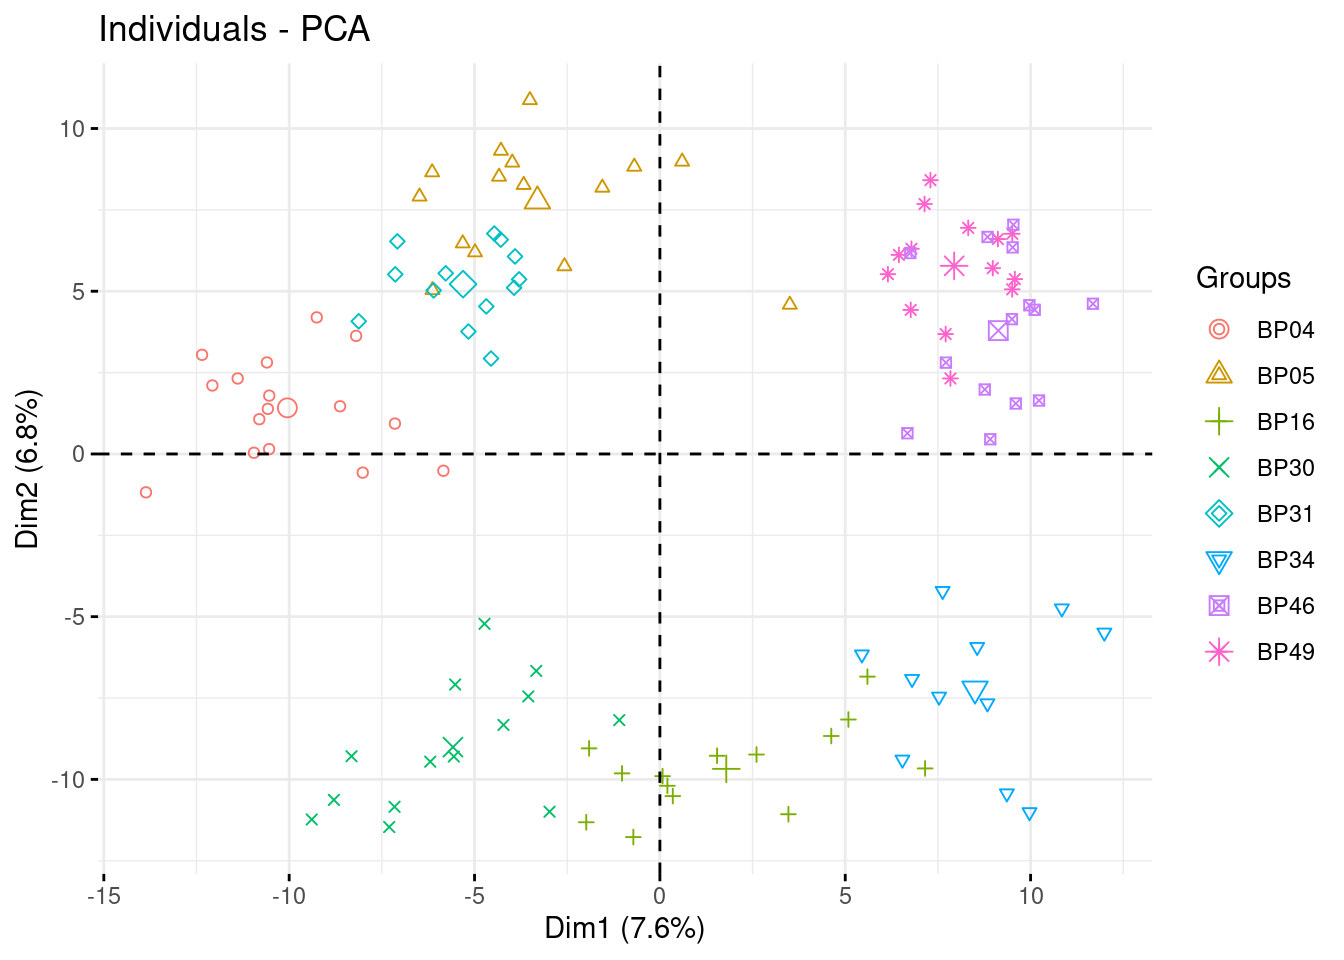 Individuals - PCA
10
5
0
-5
-10
Dim2 (6.8%)
-15
-10
-5
0
5
10
Dim1 (7.6%)
Groups
BP04
BP05
BP16
BP30
BP31
BP34
BP46
BP49